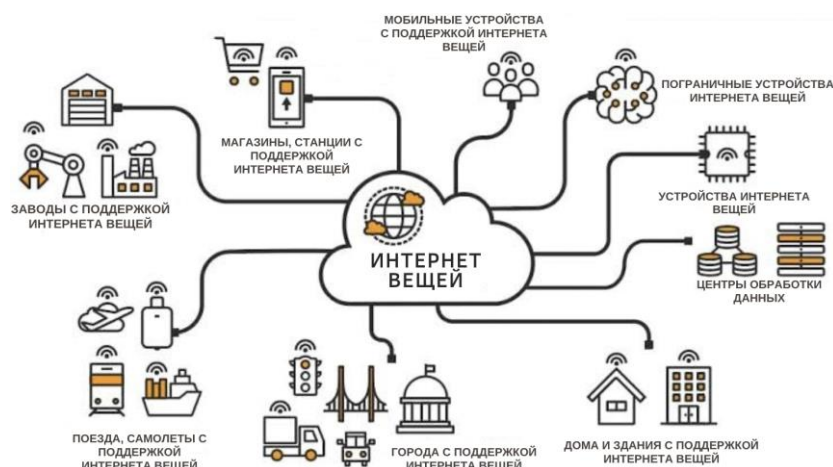 МОБИЛЬНЫЕ УСТРОЙСТВА
С ПОДДЕРЖКОЙ ИНТЕРНЕТА
ВЕЩЕЙ
ПОГРАНИЧНЫЕ УСТРОЙСТВА
ИНТЕРНЕТА ВЕЩЕЙ
МАГАЗИНЫ, СТАНЦИИ С
ПОДДЕРЖКОЙ
ИНТЕРНЕТА ВЕЩЕЙ
УСТРОЙСТВА ИНТЕРНЕТА
ВЕЩЕЙ
ЗАВОДЫ С ПОДДЕРЖКОЙ
ИНТЕРНЕТА ВЕЩЕЙ
ИНТЕРНЕТ
ВЕЩЕЙ
ЦЕНТРЫ ОБРАБОТКИ
ДАННЫХ
ПОЕЗДА, САМОЛЕТЫ С
ПОДДЕРЖКОЙ
ИНТЕРНЕТА ВЕЩЕЙ
ГОРОДА С ПОДДЕРЖКОЙ
ИНТЕРНЕТА ВЕЩЕЙ
ДОМА И ЗДАНИЯ С ПОДДЕРЖКОЙ
ИНТЕРНЕТА ВЕЩЕЙ